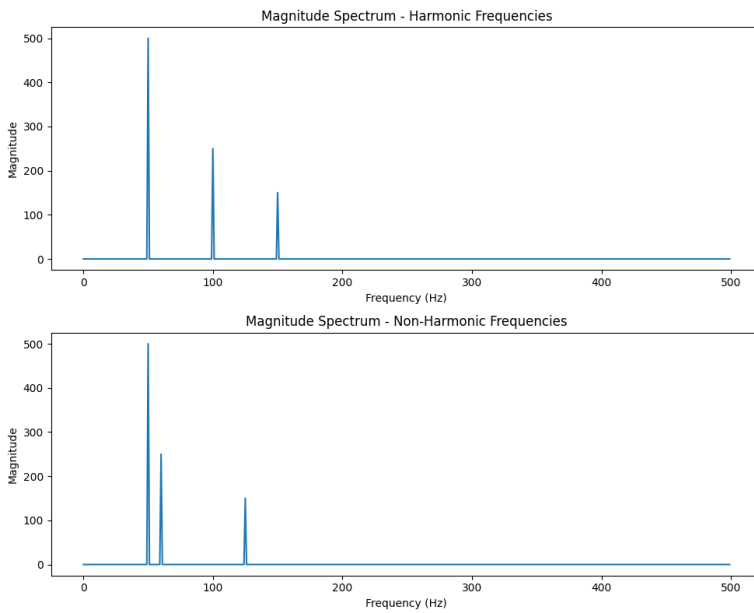 Magnitude Spectrum - Harmonic Frequencies
500
400
300
200
100
0
Magnitude
0 100 200 300 400 500
Frequency (Hz)
Magnitude Spectrum - Non-Harmonic Frequencies
500
400
300
200
100
0
Magnitude
0 100 200 300 400 500
Frequency (Hz)